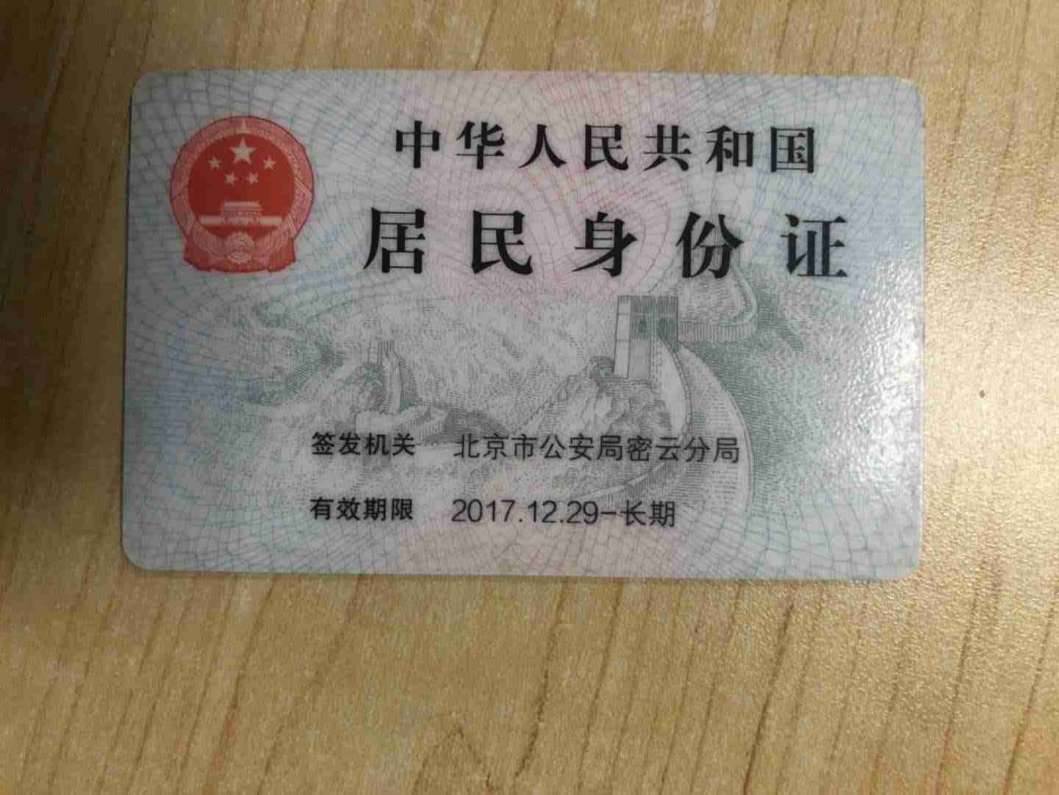 中华人民共和国
居民身份证
签发机关 北京市公安局密云分局
有效期限 2017.12.29-长期